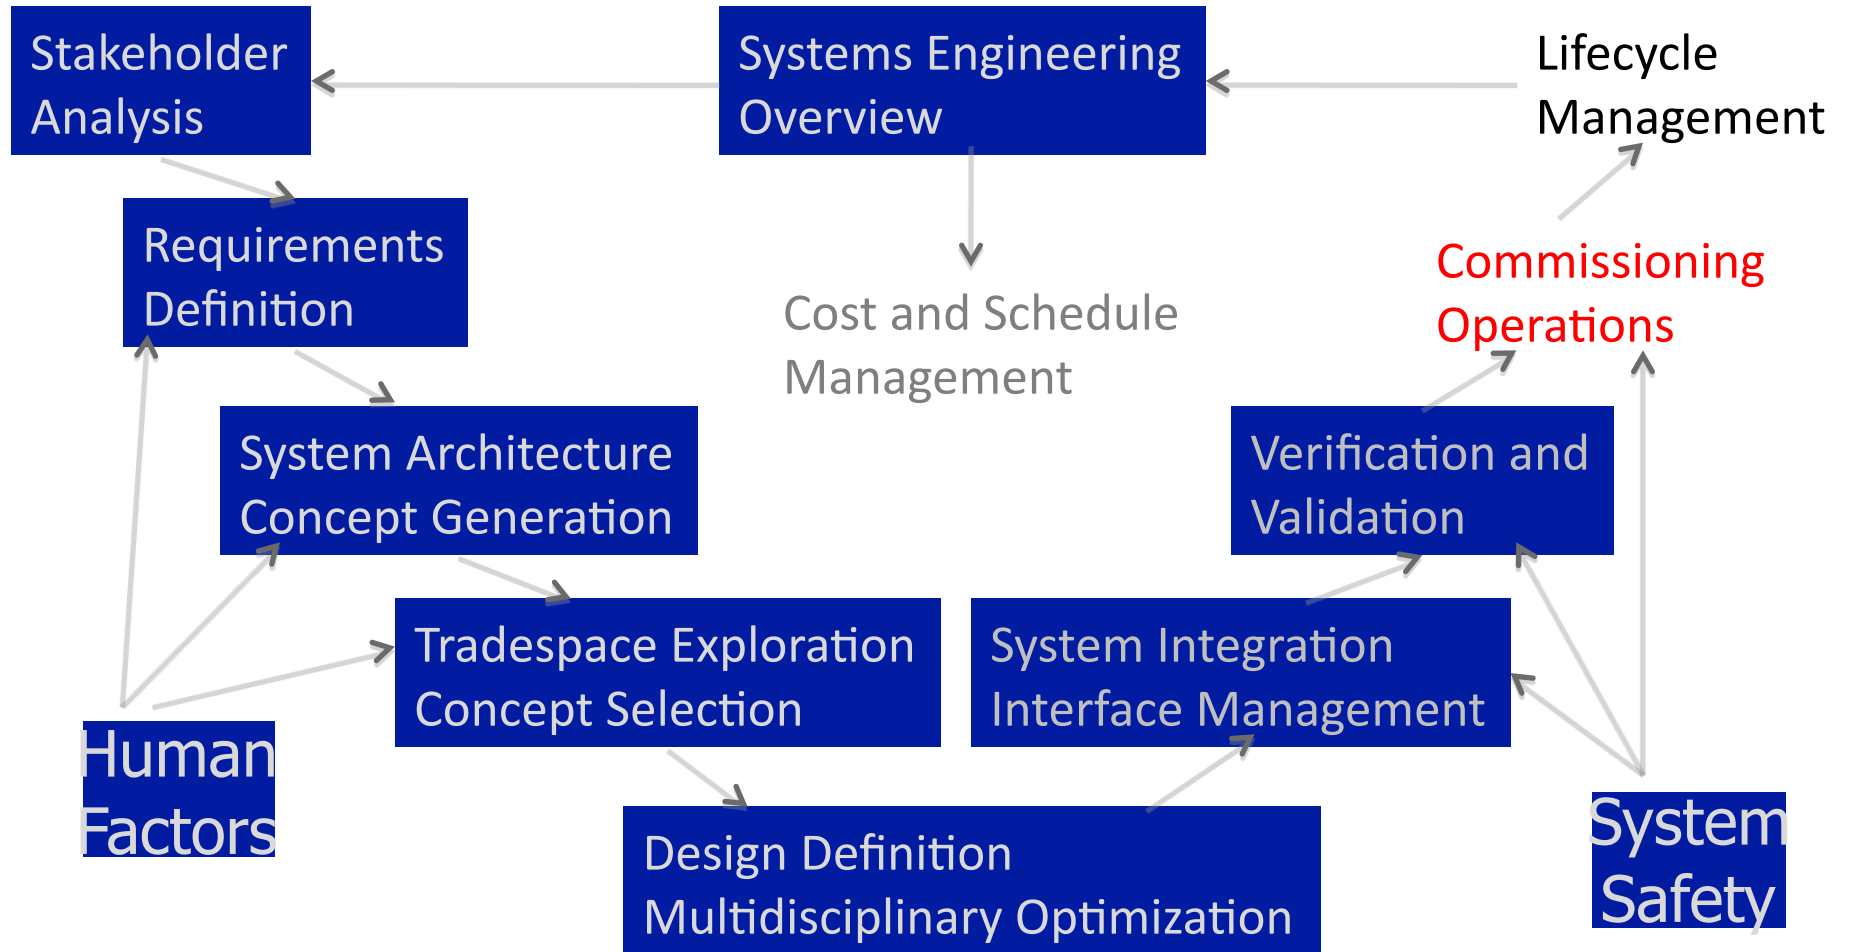 Stakeholder
Analysis
Systems Engineering
Overview
Lifecycle
Management
Requirements
Definition
Cost and Schedule
Management
Commissioning
Operations
System Architecture
Concept Generation
Verification and
Validation
Tradespace Exploration
Concept Selection
System Integration
Interface Management
Human
Factors
Design Definition
Multidisciplinary Optimization
System
Safety